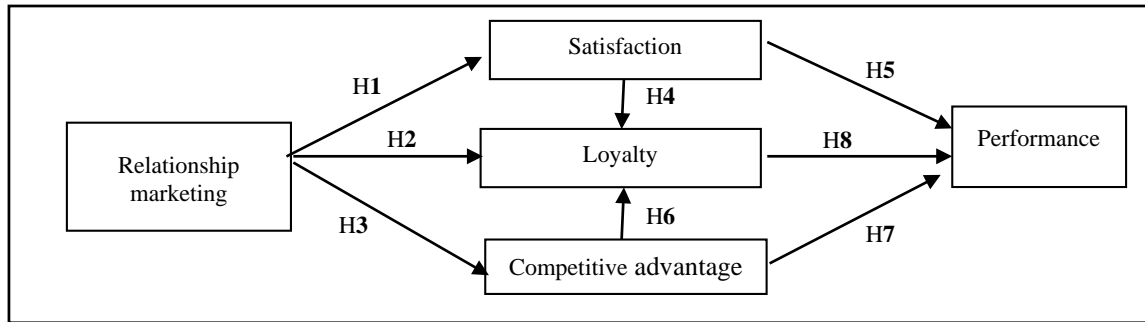 Satisfaction
H5
H1
H4
Performance
Relationship
marketing
H2
Loyalty
H8
H3
H6
H7
Competitive advantage